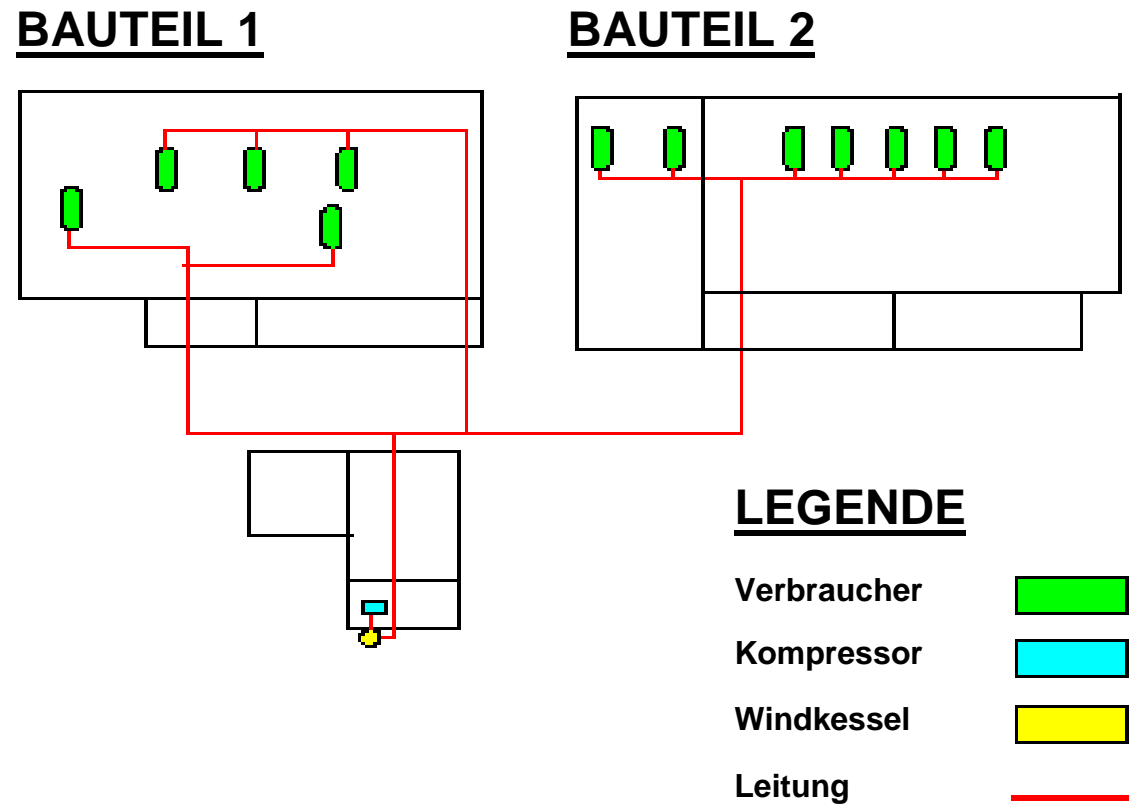 BAUTEIL 1
BAUTEIL 2
LEGENDE
Verbraucher
Kompressor
Windkessel
Leitung